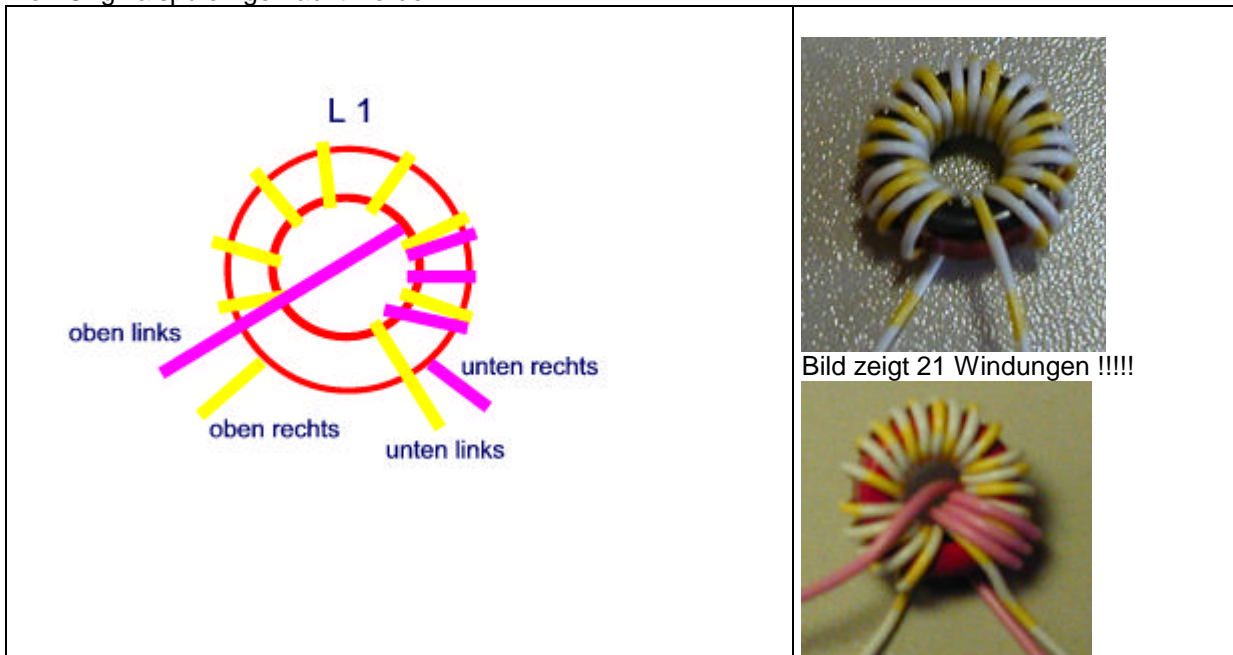 L 1
oben links
unten rechts
oben rechts
unten links
Bild zeigt 21 Windungen !!!!!